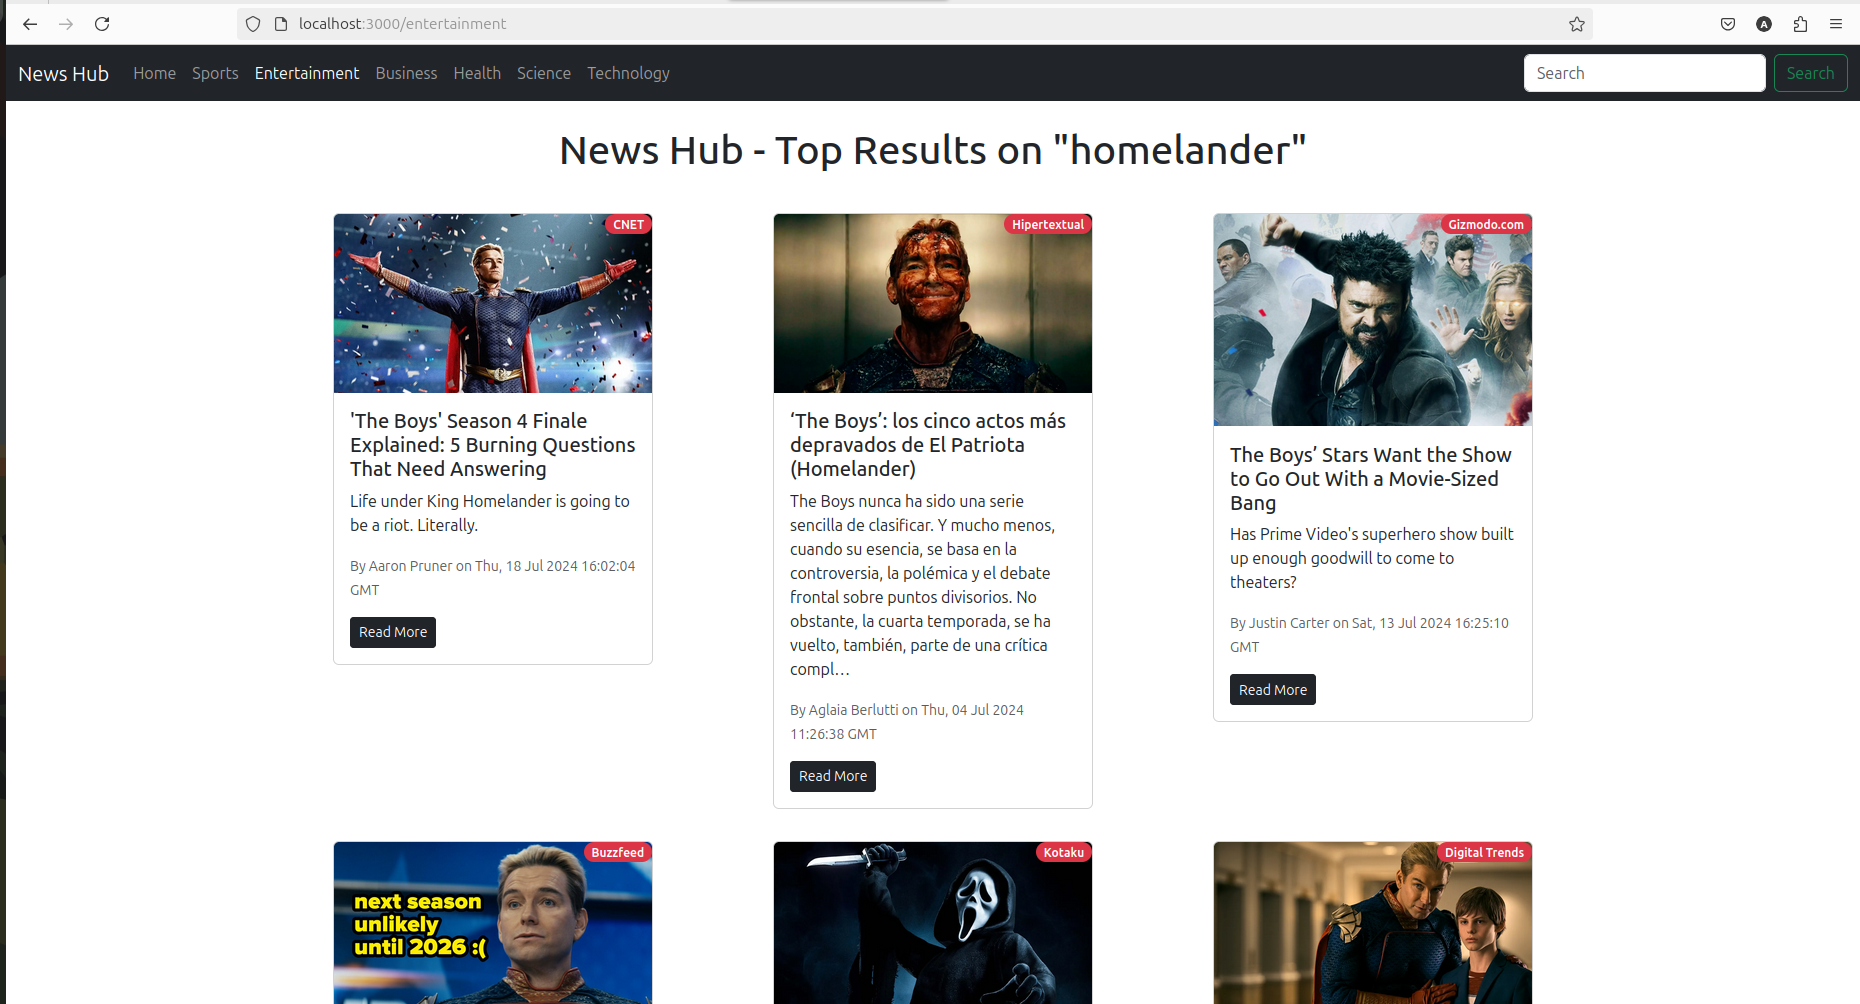 localhost:3000/entertainment
A
News Hub Home Sports Entertainment Business Health Science Technology Search Search
News Hub - Top Results on "homelander"
CNET
'The Boys' Season 4 Finale
Explained: 5 Burning Questions
That Need Answering
Life under King Homelander is going to
be a riot. Literally.
By Aaron Pruner on Thu, 18 Jul 2024 16:02:04
GMT
Read More
Hipertextual
‘The Boys’: los cinco actos más
depravados de El Patriota
(Homelander)
The Boys nunca ha sido una serie
sencilla de clasificar. Y mucho menos,
cuando su esencia, se basa en la
controversia, la polémica y el debate
frontal sobre puntos divisorios. No
obstante, la cuarta temporada, se ha
vuelto, también, parte de una crítica
compl…
By Aglaia Berlutti on Thu, 04 Jul 2024
11:26:38 GMT
Read More
Gizmodo.com
The Boys’ Stars Want the Show
to Go Out With a Movie-Sized
Bang
Has Prime Video's superhero show built
up enough goodwill to come to
theaters?
By Justin Carter on Sat, 13 Jul 2024 16:25:10
GMT
Read More
Buzzfeed
next season
unlikely
until 2026 :(
Kotaku
Digital Trends